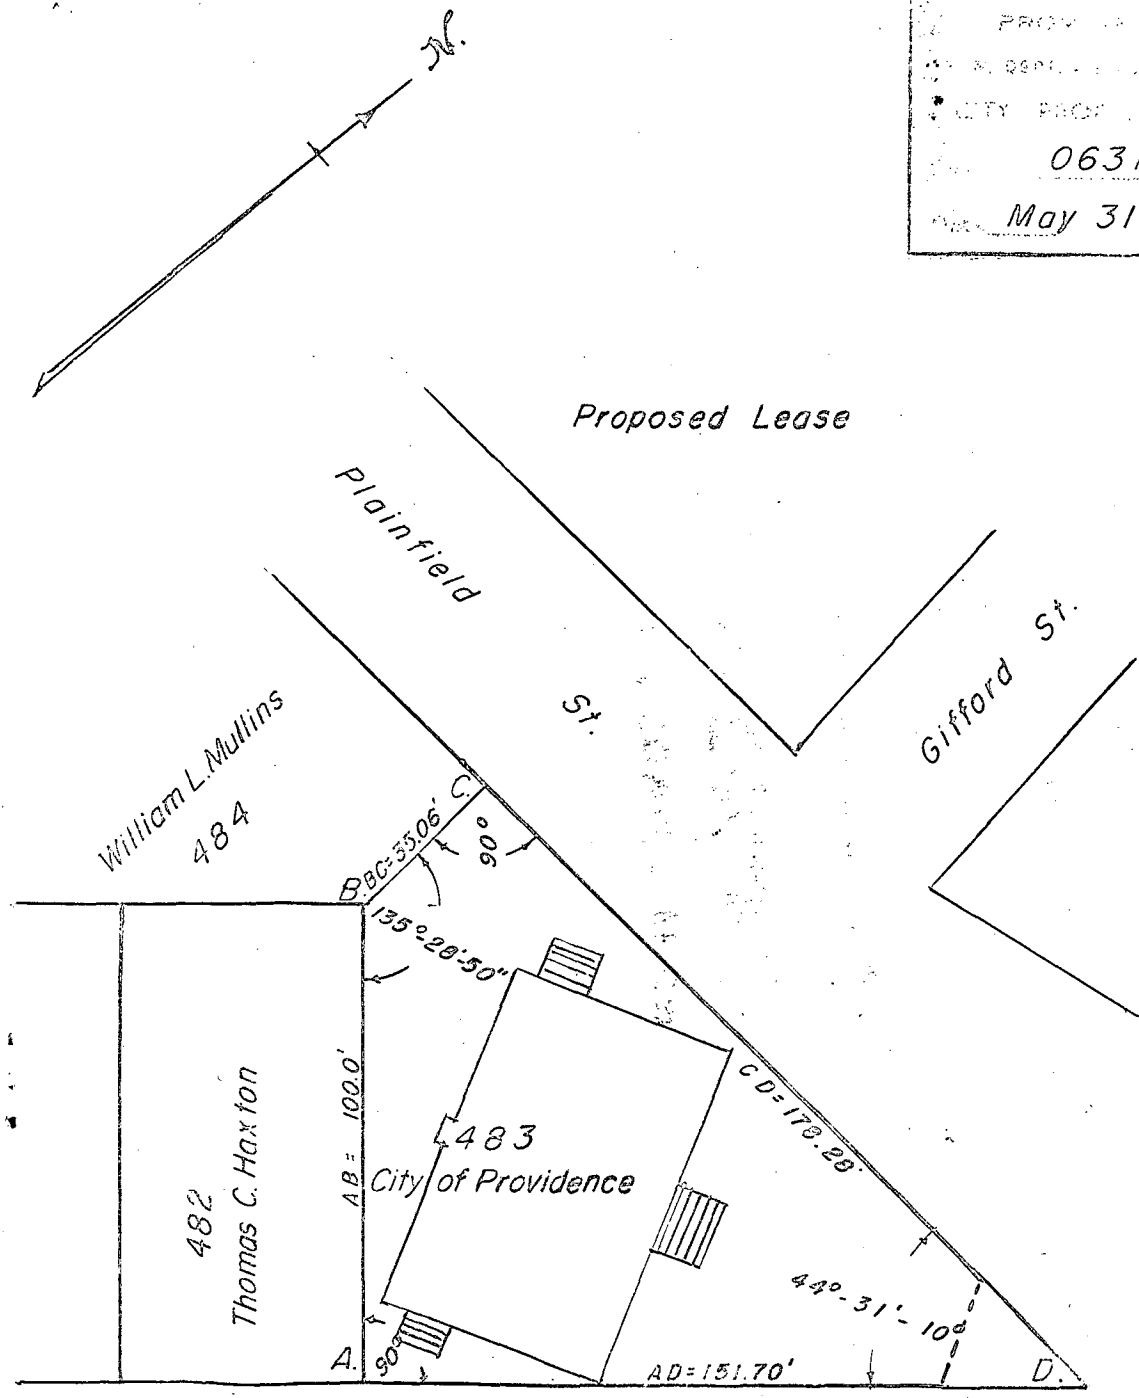 N.
CITY PROP
0631
May 31
Proposed Lease
Plainfield
St.
Gifford St.
William L. Mullins
484
C.
BC=35.06'
90°
B.
135°-28'-50"
AB= 100.0'
CD=178.28'
483
City of Providence
482
Thomas C. Haxton
44°-31'-10"
A.
90°
AD=151.70'
D.